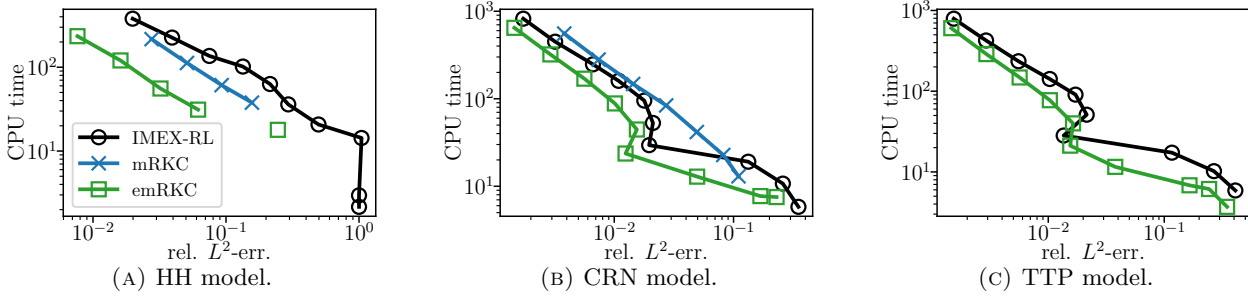 CPU time
10²
10¹
IMEX-RL
mRKC
emRKC
10⁻² 10⁻¹ 10⁰
rel. L²-err.
(A) HH model.
CPU time
10³
10²
10¹
10⁻² 10⁻¹
rel. L²-err.
(B) CRN model.
CPU time
10³
10²
10¹
10⁻² 10⁻¹
rel. L²-err.
(C) TTP model.